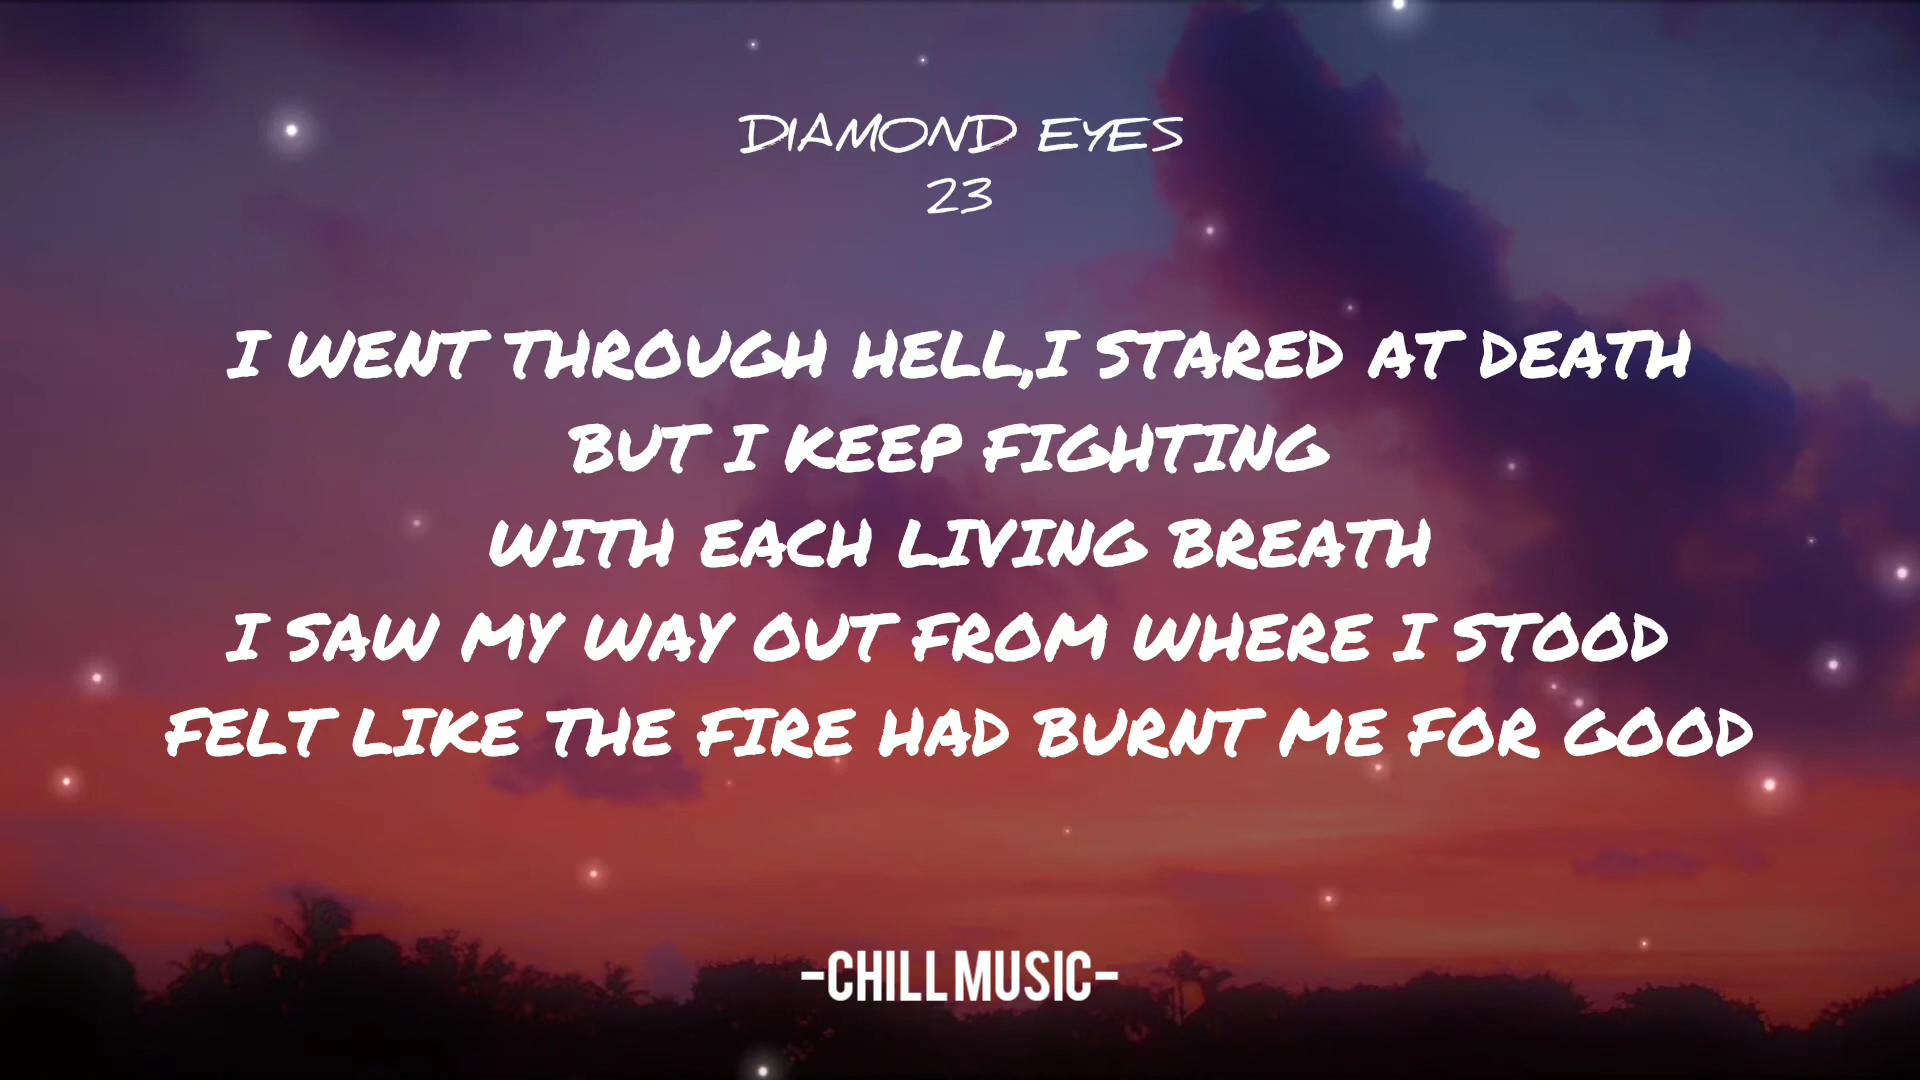 DIAMOND EYES
23
I WENT THROUGH HELL,I STARED AT DEATH
BUT I KEEP FIGHTING
WITH EACH LIVING BREATH
I SAW MY WAY OUT FROM WHERE I STOOD
FELT LIKE THE FIRE HAD BURNT ME FOR GOOD
-CHILL MUSIC-